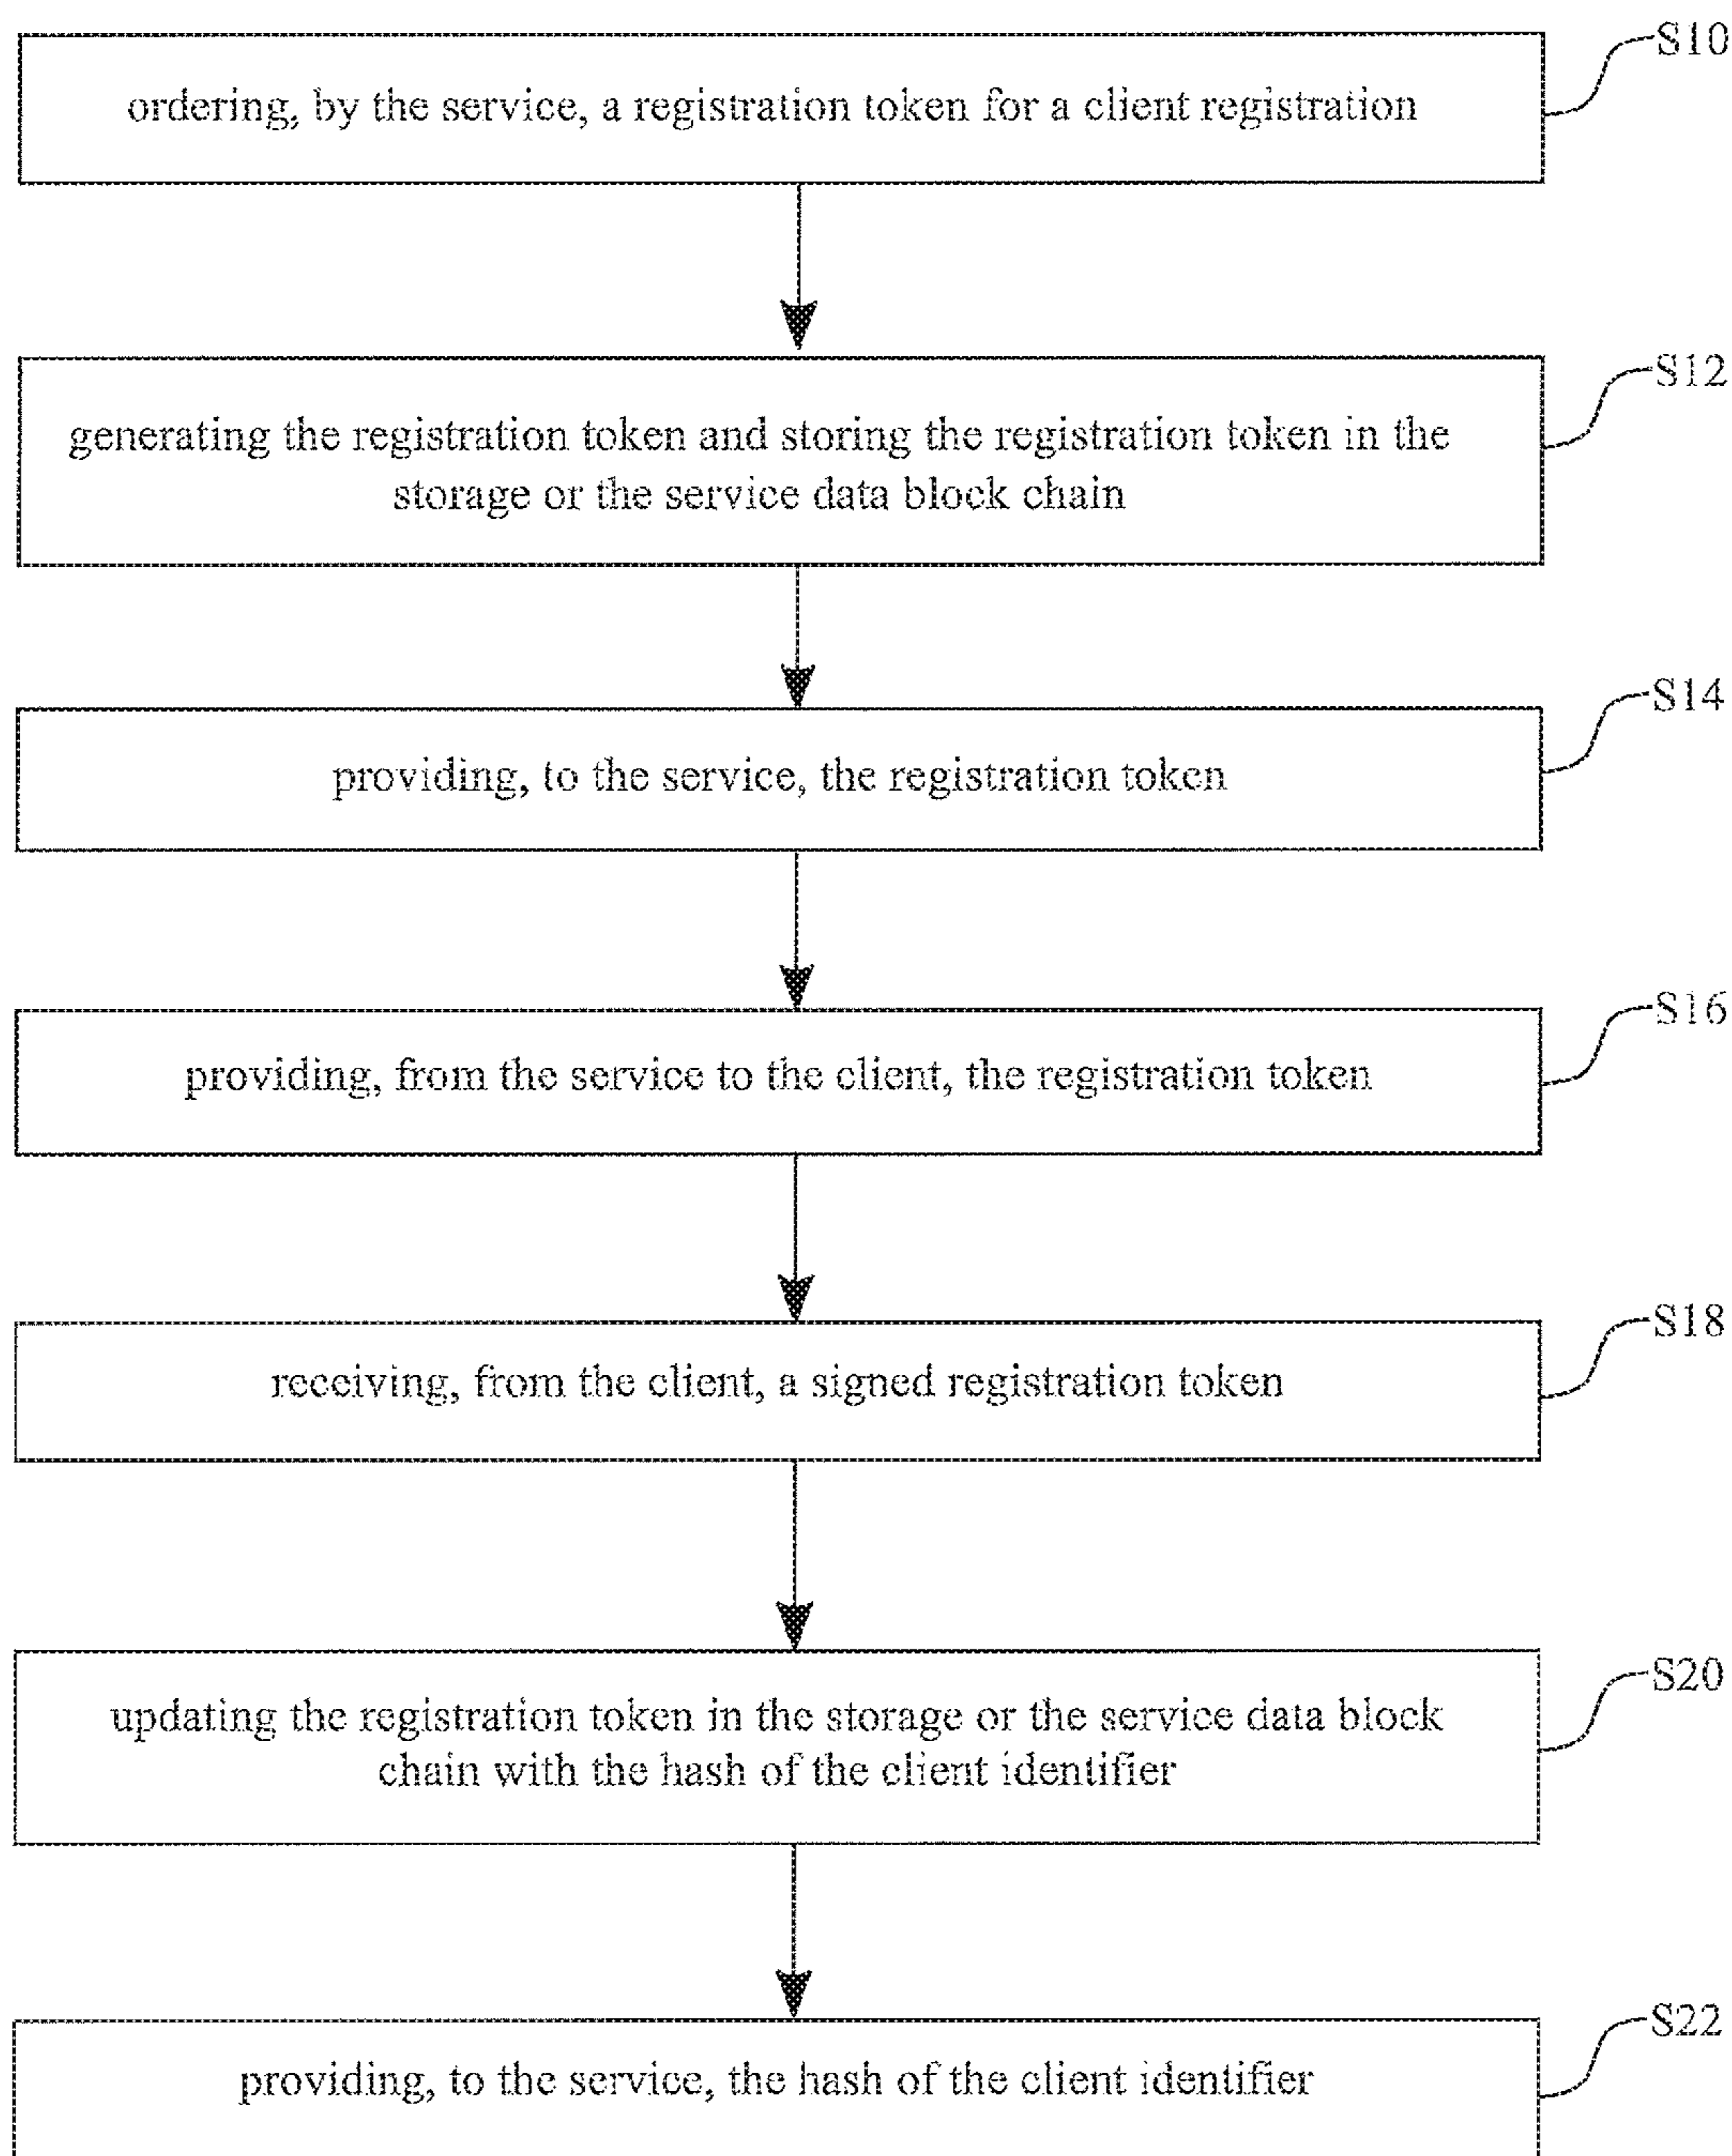 S10
ordering, by the service, a registration token for a client registration
S12
generating the registration token and storing the registration token in the
storage or the service data block chain
S14
providing, to the service, the registration token
S16
providing, from the service to the client, the registration token
S18
receiving, from the client, a signed registration token
S20
updating the registration token in the storage or the service data block
chain with the hash of the client identifier
S22
providing, to the service, the hash of the client identifier